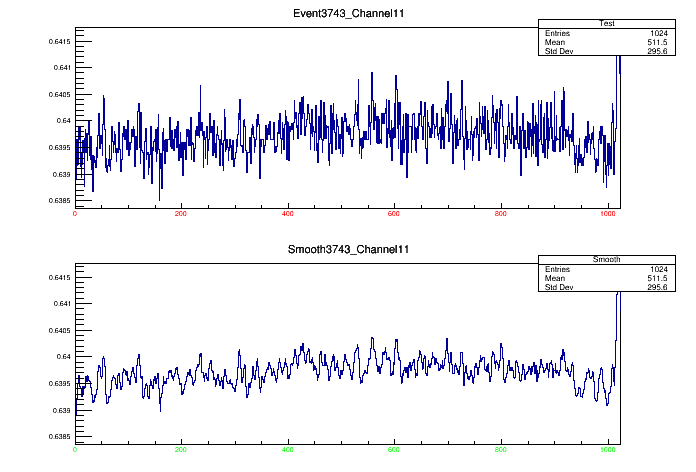 Event3743_Channel11
Test
Entries 1024
Mean 511.5
Std Dev 295.6
0.6415
0.641
0.6405
0.64
0.6395
0.639
0.6385
0 200 400 600 800 1000
Smooth3743_Channel11
Smooth
Entries 1024
Mean 511.5
Std Dev 295.6
0.6415
0.641
0.6405
0.64
0.6395
0.639
0.6385
0 200 400 600 800 1000